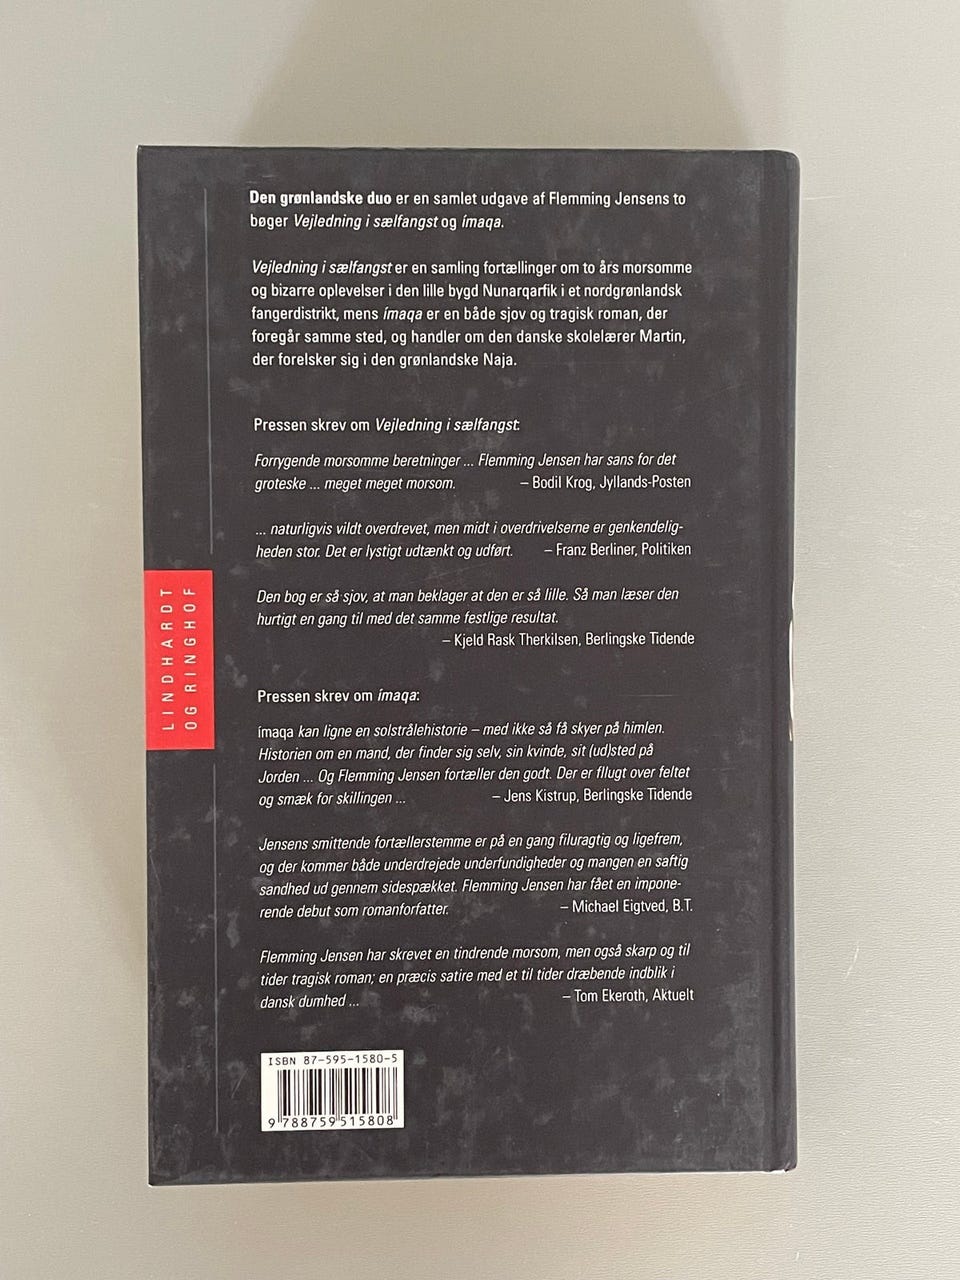 Den grønlandske duo er en samlet udgave af Flemming Jensens to
bøger Vejledning i sælfangst og ímaqa.
Vejledning i sælfangst er en samling fortællinger om to års morsomme
og bizarre oplevelser i den lille bygd Nunarqarfik i et nordgrønlandsk
fangerdistrikt, mens ímaqa er en både sjov og tragisk roman, der
foregår samme sted, og handler om den danske skolelærer Martin,
der forelsker sig i den grønlandske Naja.
Pressen skrev om Vejledning i sælfangst:
Forrygende morsomme beretninger ... Flemming Jensen har sans for det
groteske ... meget meget morsom. – Bodil Krog, Jyllands-Posten
... naturligvis vildt overdrevet, men midt i overdrivelserne er genkendelig-
heden stor. Det er lystigt udtænkt og udført. – Franz Berliner, Politiken
Den bog er så sjov, at man beklager at den er så lille. Så man læser den
hurtigt en gang til med det samme festlige resultat.
– Kjeld Rask Therkilsen, Berlingske Tidende
Pressen skrev om ímaqa:
ímaqa kan ligne en solstrålehistorie – med ikke så få skyer på himlen.
Historien om en mand, der finder sig selv, sin kvinde, sit (ud)sted på
Jorden ... Og Flemming Jensen fortæller den godt. Der er fllugt over feltet
og smæk for skillingen ... – Jens Kistrup, Berlingske Tidende
Jensens smittende fortællerstemme er på en gang filuragtig og ligefrem,
og der kommer både underdrejede underfundigheder og mangen en saftig
sandhed ud gennem sidespækket. Flemming Jensen har fået en impone-
rende debut som romanforfatter. – Michael Eigtved, B.T.
Flemming Jensen har skrevet en tindrende morsom, men også skarp og til
tider tragisk roman; en præcis satire med et til tider dræbende indblik i
dansk dumhed ... – Tom Ekeroth, Aktuelt
LINDHARDT
OG RINGHOF
ISBN 87-595-1580-5
9 788759 515808